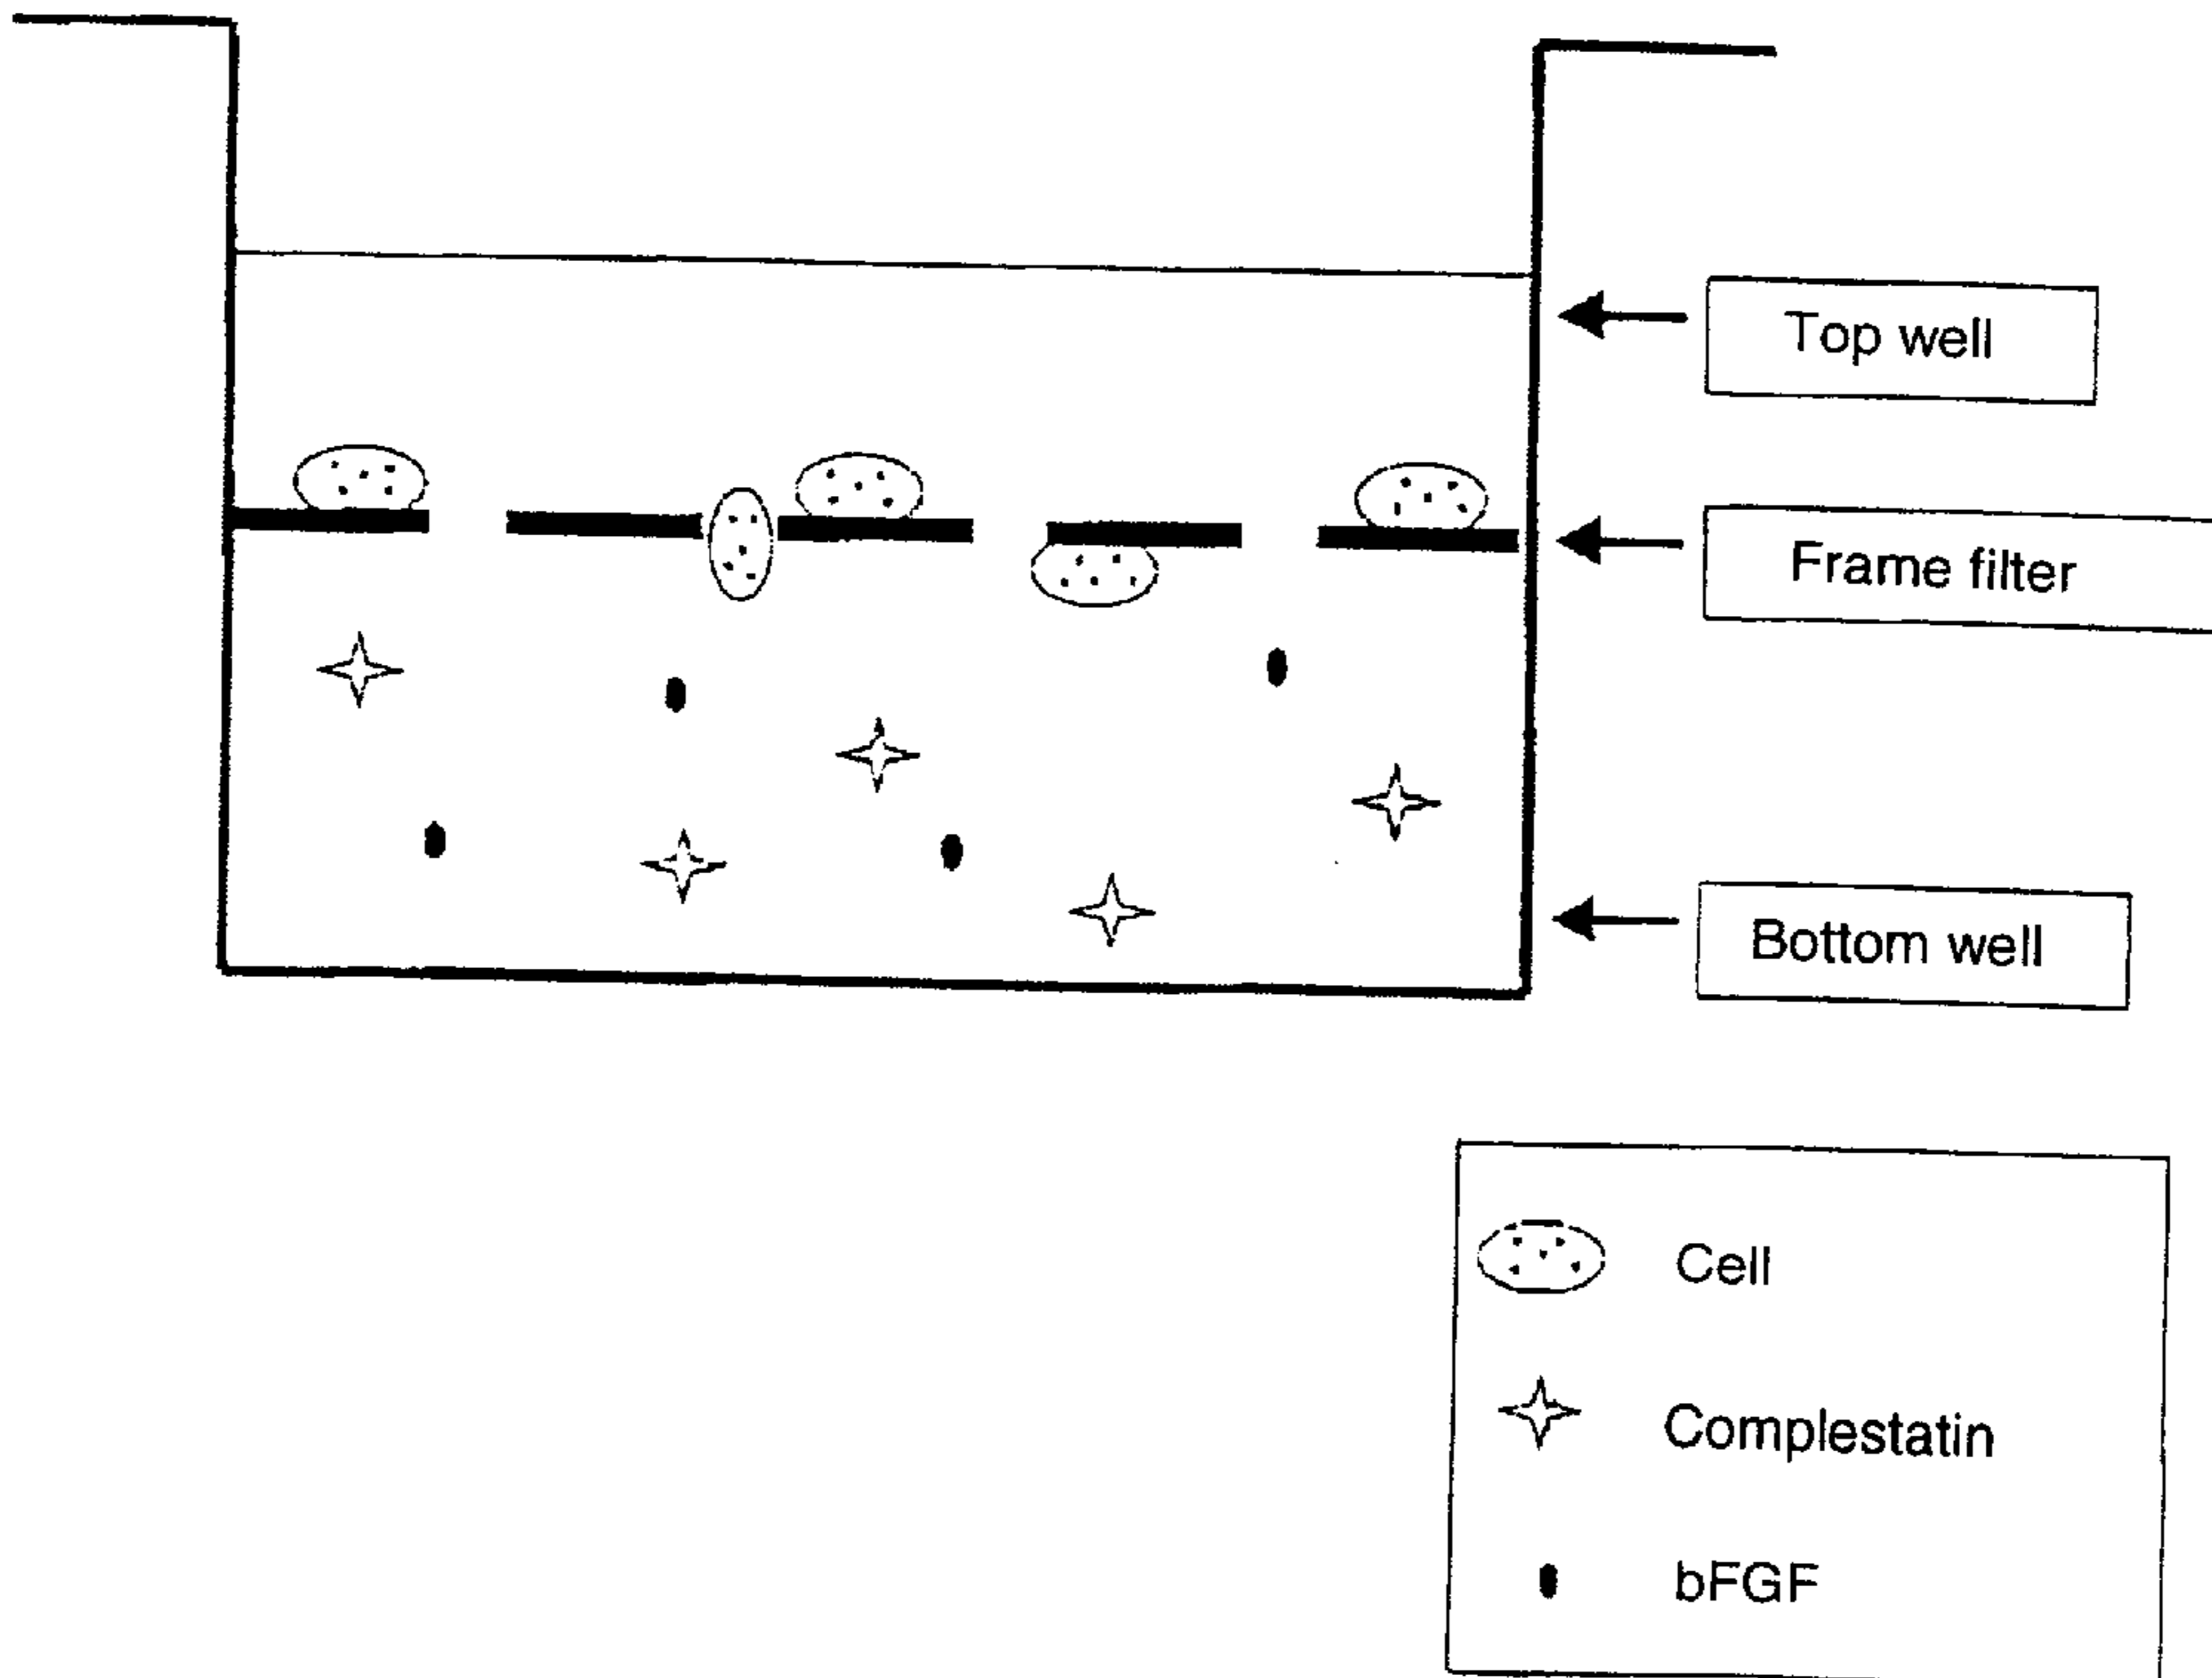 Top well
Frame filter
Bottom well
Cell
Complestatin
bFGF